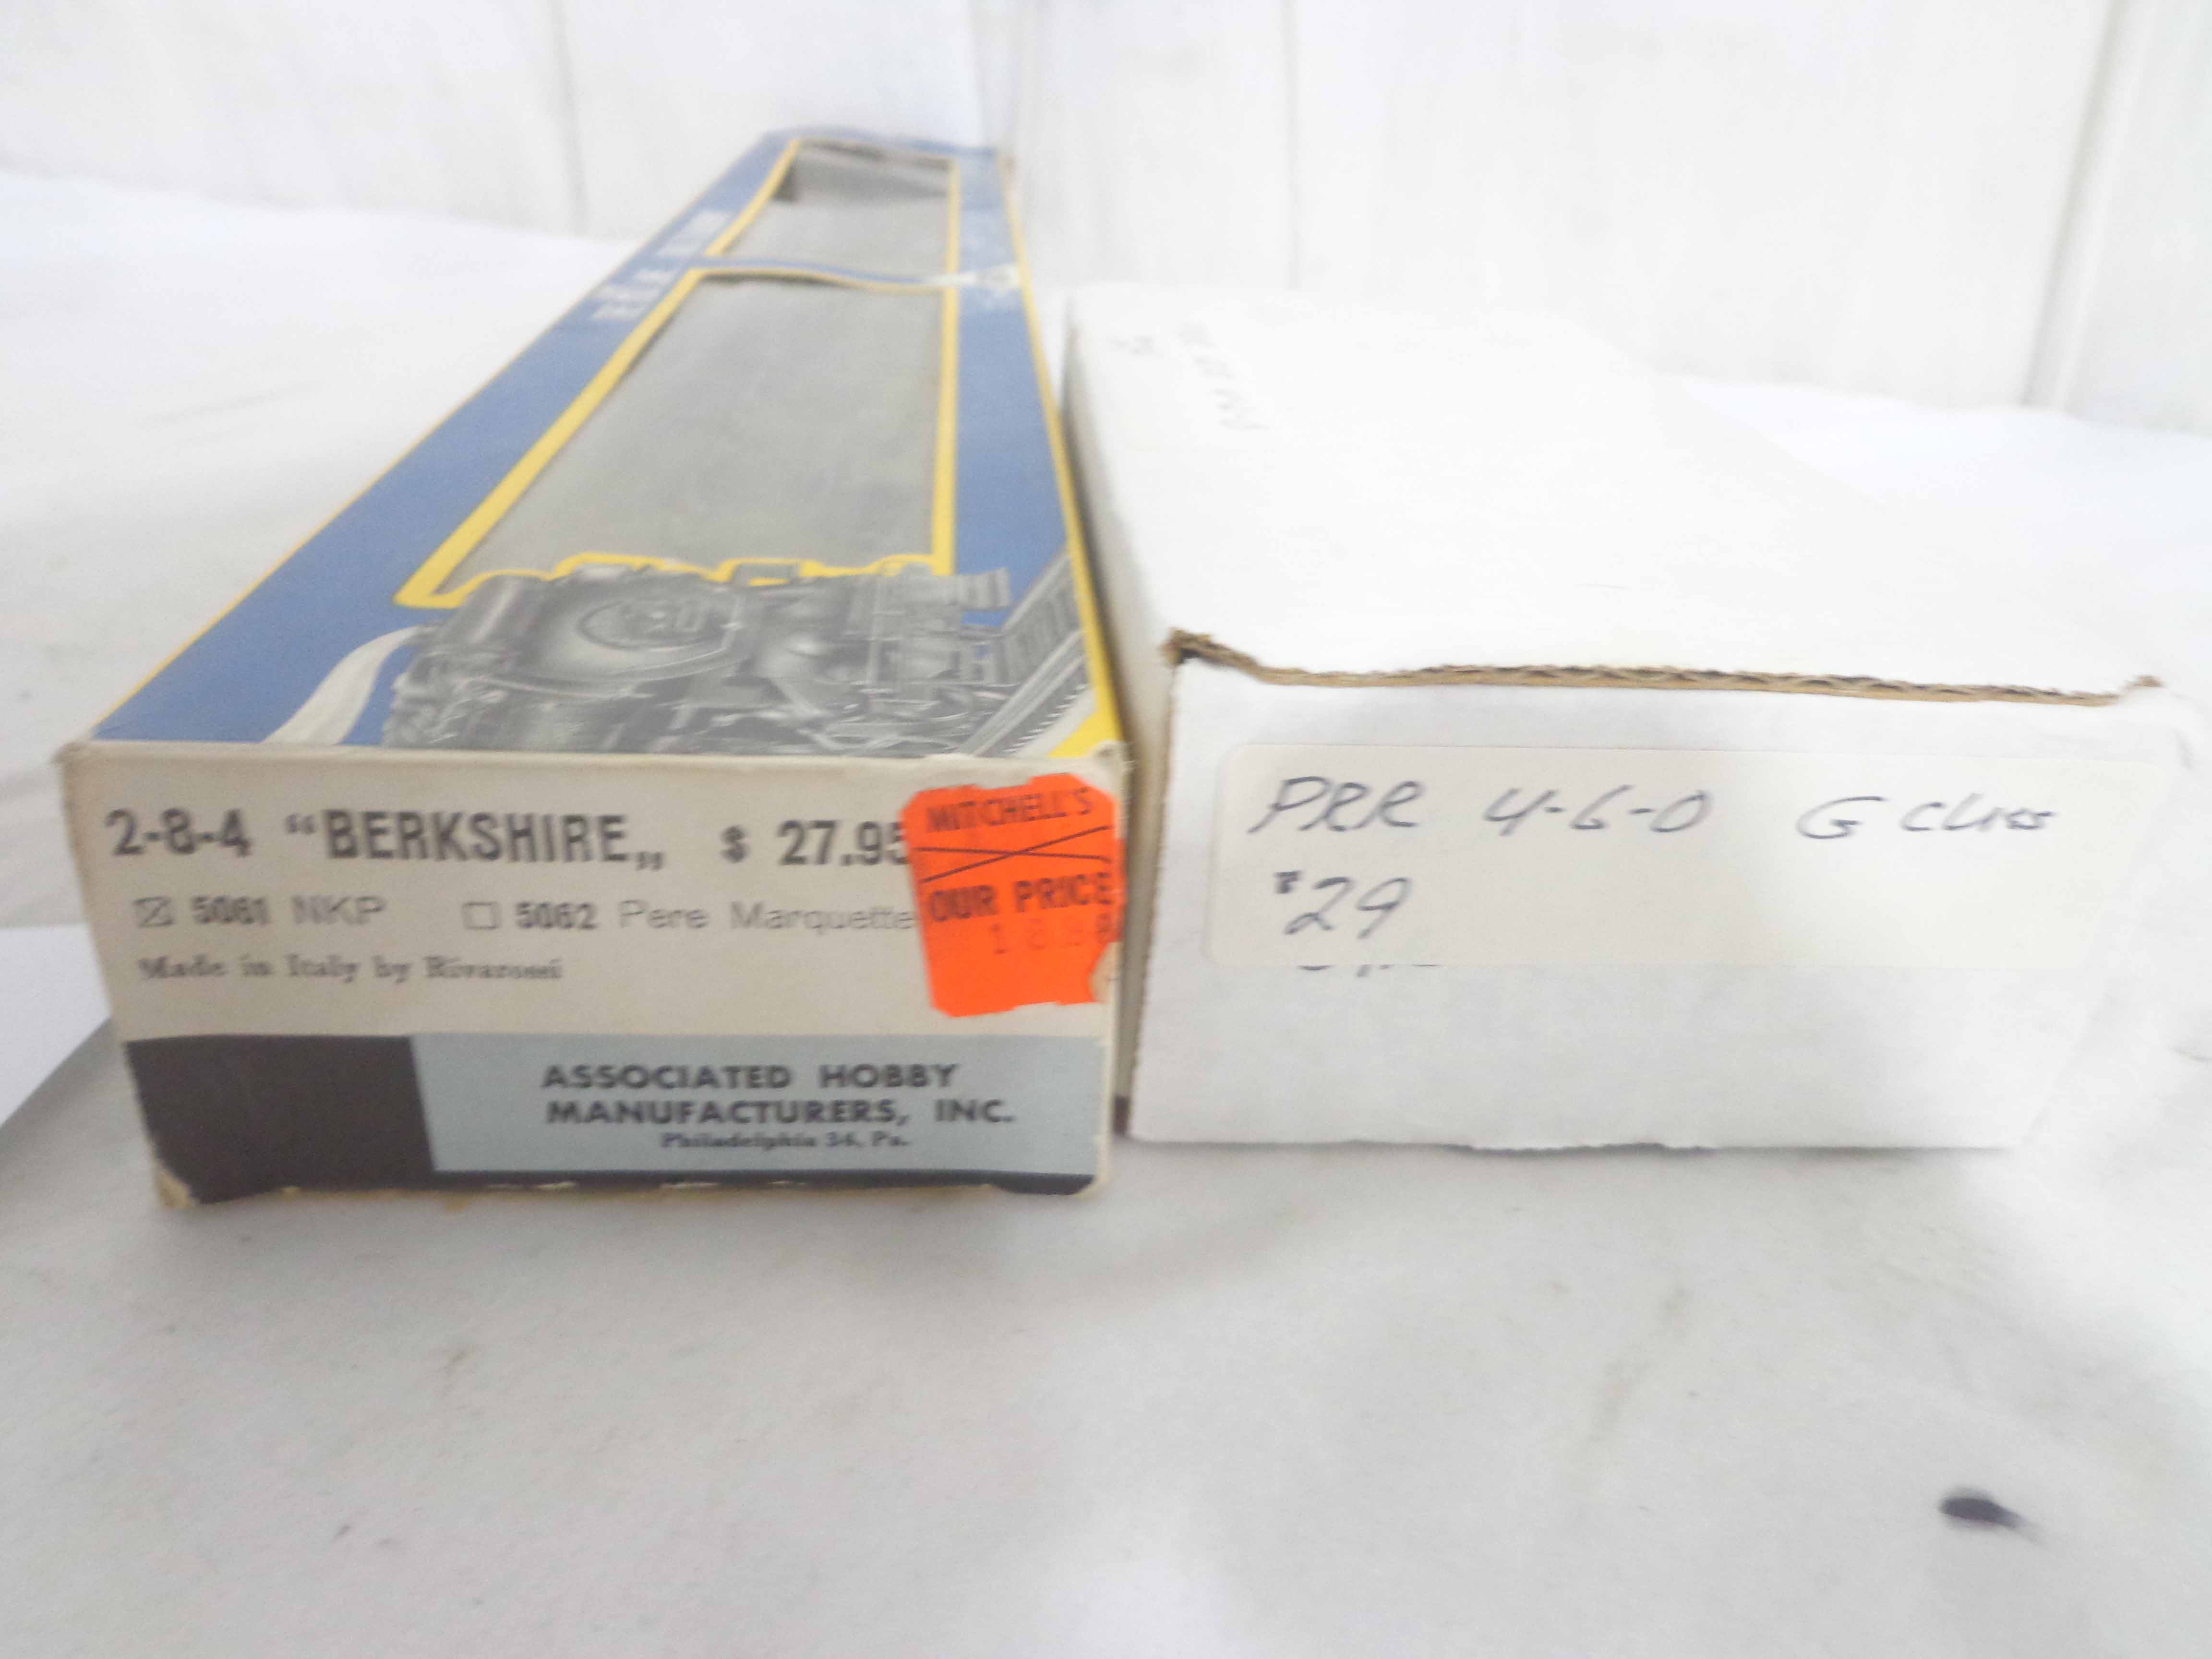 2-8-4 “BERKSHIRE„ $ 27.95
☒ 5061 NKP ☐ 5062 Pere Marquette
Made in Italy by Rivarossi
MITCHELL'S
OUR PRICE
ASSOCIATED HOBBY
MANUFACTURERS, INC.
Philadelphia 34, Pa.
PRR 4-6-0 G Class
$29